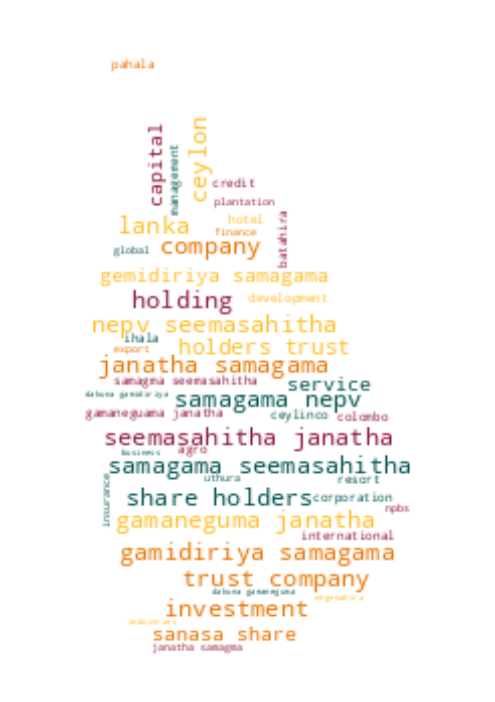 pahala
capital
management
ceylon
credit
plantation
lanka
hotel
finance
batahira
global
company
gemidiriya samagama
holding
development
nepv seemasahitha
ihala
export
holders trust
janatha samagama
samagma seemasahitha
service
dakuna gamidiriya
samagama nepv
gamaneguama janatha
ceylinco
colombo
seemasahitha janatha
business
agro
samagama seemasahitha
uthura
resort
insurance
share holders
corporation
npbs
gamaneguma janatha
international
gamidiriya samagama
trust company
dakuna gamaneguma
investment
industries
sanasa share
janatha samagma